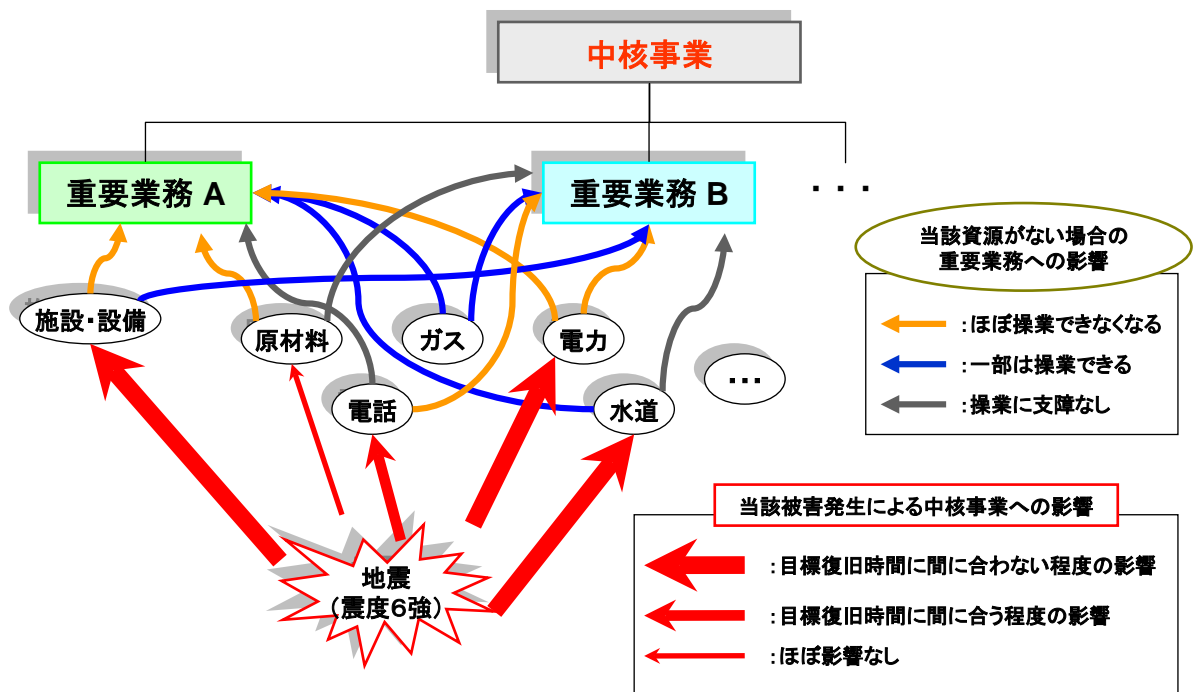 中核事業
重要業務 A
重要業務 B
・・・
当該資源がない場合の
重要業務への影響
施設・設備
原材料
ガス
電力
：ほぼ操業できなくなる
：一部は操業できる
：操業に支障なし
…
電話
水道
当該被害発生による中核事業への影響
：目標復旧時間に間に合わない程度の影響
：目標復旧時間に間に合う程度の影響
：ほぼ影響なし
地震
（震度６強）